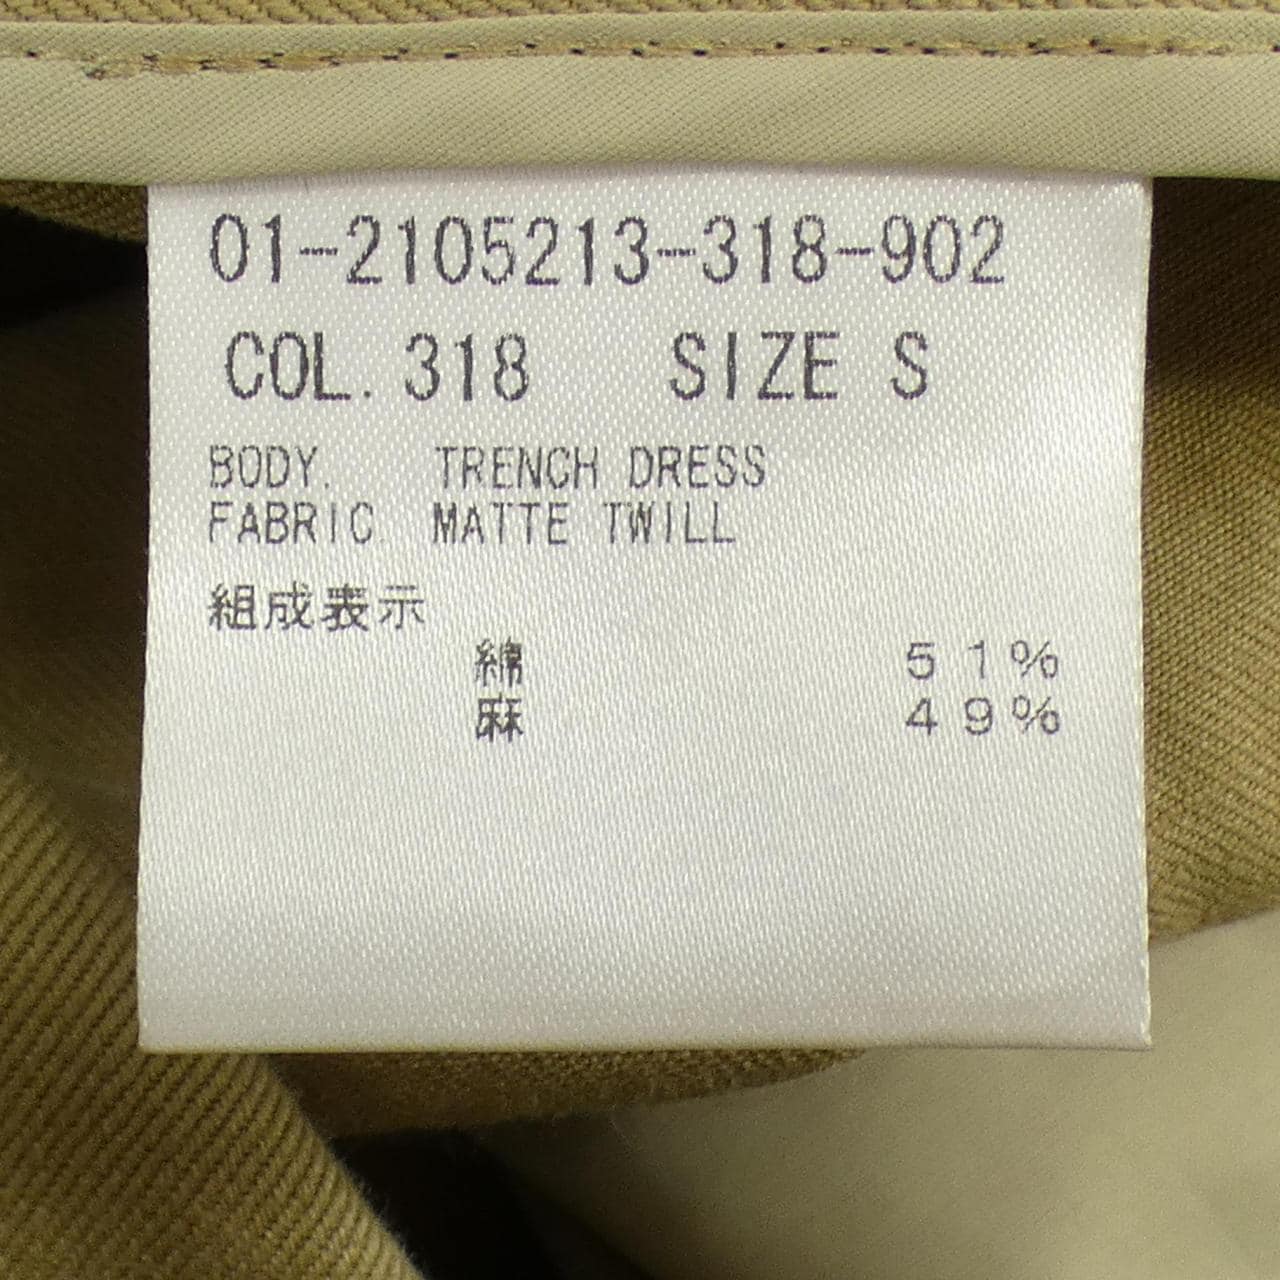 01-2105213-318-902
COL. 318 SIZE S
BODY. TRENCH DRESS
FABRIC. MATTE TWILL
組成表示
綿 51%
麻 49%